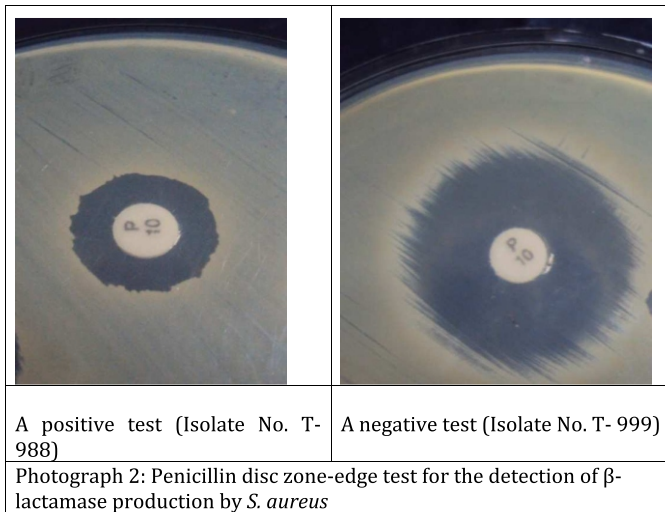 P
10
P
10
A positive test (Isolate No. T-
988)
A negative test (Isolate No. T- 999)
Photograph 2: Penicillin disc zone-edge test for the detection of β-
lactamase production by S. aureus